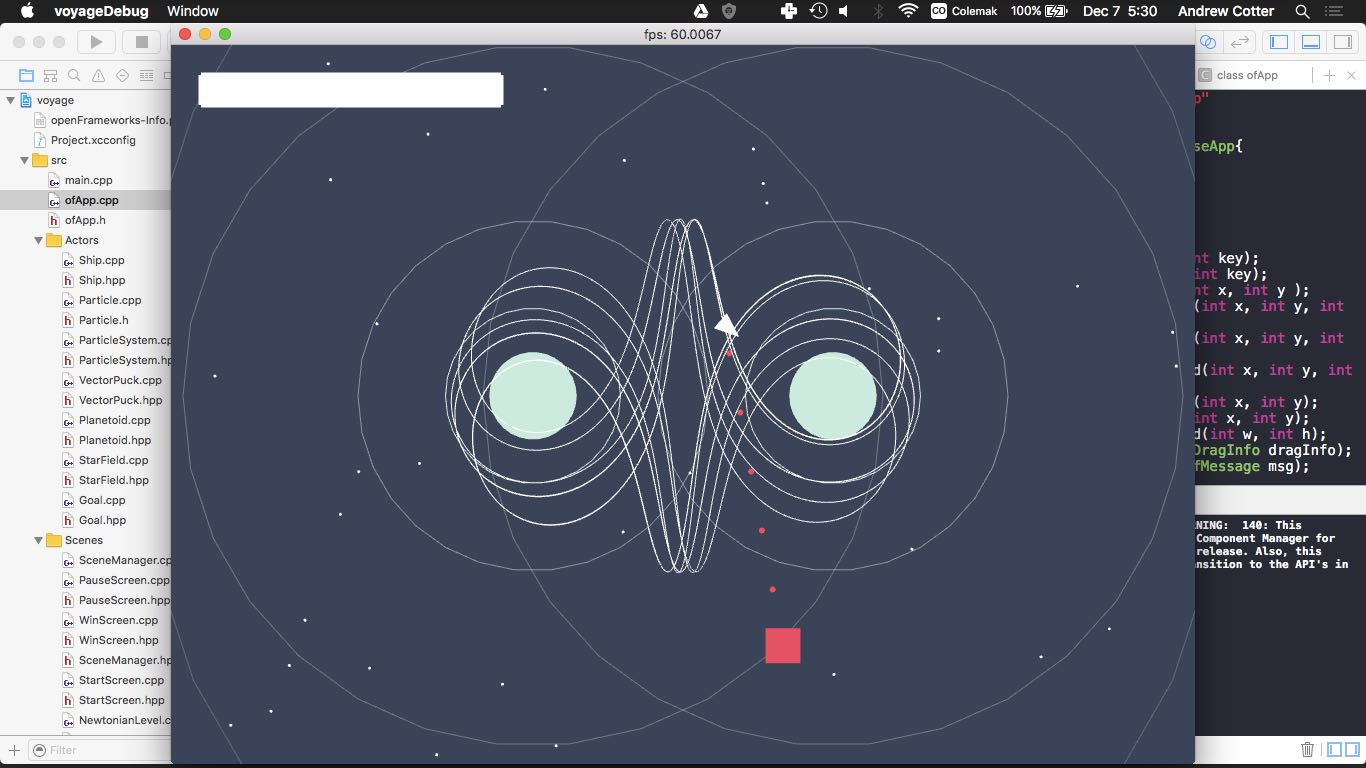 voyageDebug Window
CO Colemak 100% Dec 7 5:30 Andrew Cotter
fps: 60.0067
class ofApp
voyage
openFrameworks-Info.p
Project.xcconfig
src
main.cpp
ofApp.cpp
ofApp.h
Actors
Ship.cpp
Ship.hpp
Particle.cpp
Particle.h
ParticleSystem.cp
ParticleSystem.hp
VectorPuck.cpp
VectorPuck.hpp
Planetoid.cpp
Planetoid.hpp
StarField.cpp
StarField.hpp
Goal.cpp
Goal.hpp
Scenes
SceneManager.cp
PauseScreen.cpp
PauseScreen.hpp
WinScreen.cpp
WinScreen.hpp
SceneManager.hp
StartScreen.cpp
StartScreen.hpp
NewtonianLevel.c
Filter
seApp{
nt key);
int key);
nt x, int y );
(int x, int y, int
(int x, int y, int
d(int x, int y, int
(int x, int y);
int x, int y);
d(int w, int h);
DragInfo dragInfo);
fMessage msg);
NING: 140: This
Component Manager for
release. Also, this
nsition to the API's in